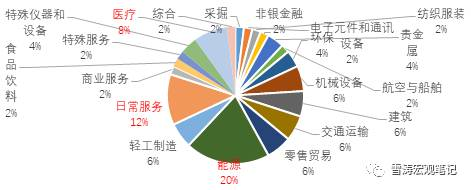 特殊仪器和
设备
4%
医疗
8%
综合
2%
采掘
2%
非银金融
2%
电子元件和通讯
设备
2%
纺织服装
2%
环保
4%
贵金
属
4%
特殊服务
2%
食品
饮料
2%
机械设备
6%
航空与船舶
2%
商业服务
2%
建筑
6%
日常服务
12%
交通运输
6%
轻工制造
6%
零售贸易
6%
能源
20%
雪涛宏观笔记